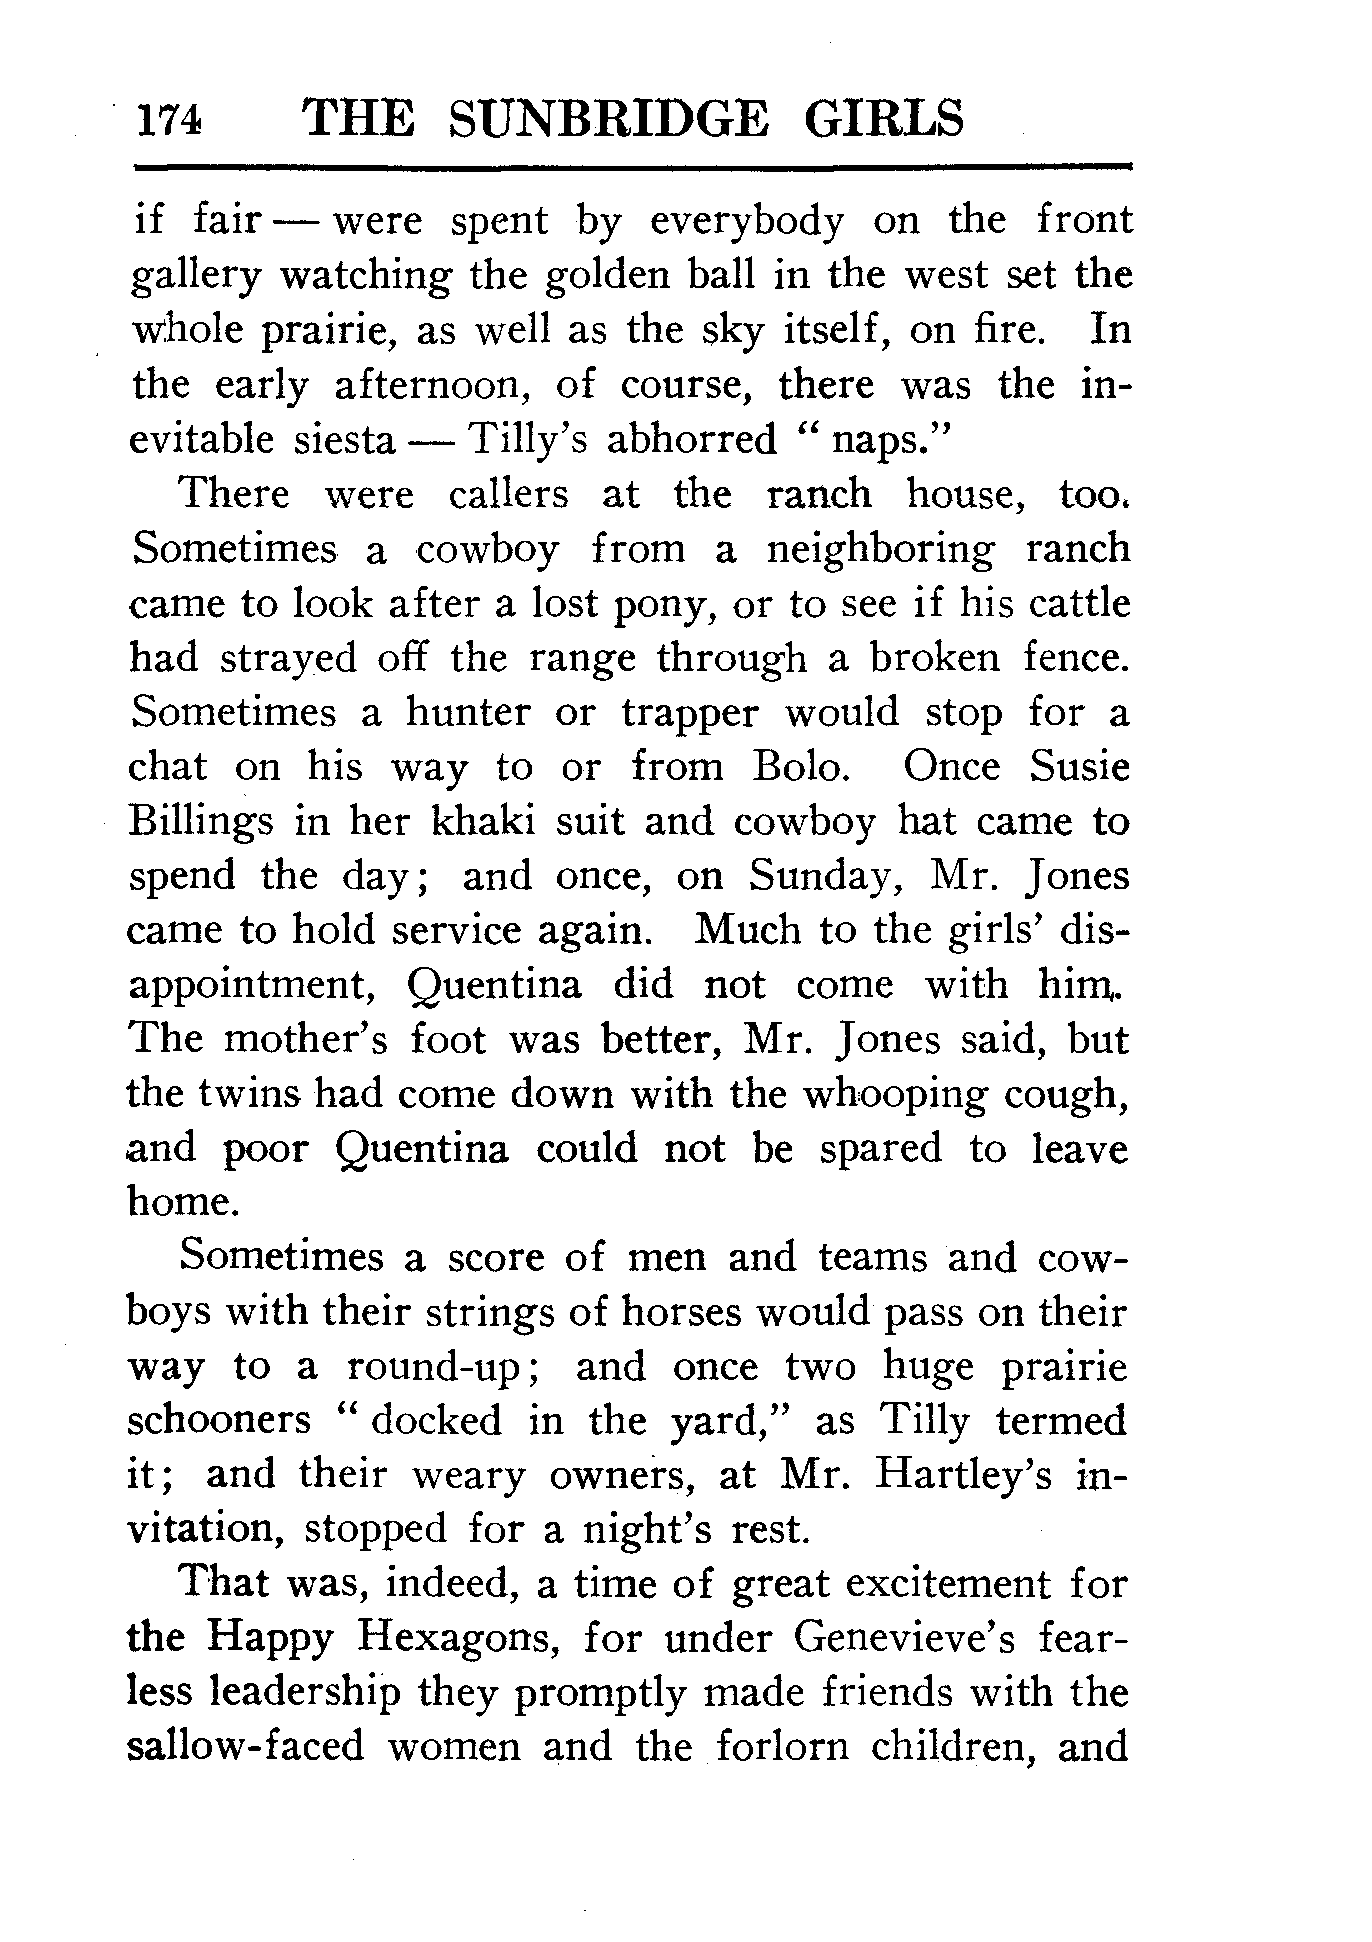 174 THE SUNBRIDGE GIRLS
if fair — were spent by everybody on the front
gallery watching the golden ball in the west set the
whole prairie, as well as the sky itself, on fire. In
the early afternoon, of course, there was the in-
evitable siesta — Tilly's abhorred " naps."
There were callers at the ranch house, too.
Sometimes a cowboy from a neighboring ranch
came to look after a lost pony, or to see if his cattle
had strayed off the range through a broken fence.
Sometimes a hunter or trapper would stop for a
chat on his way to or from Bolo. Once Susie
Billings in her khaki suit and cowboy hat came to
spend the day; and once, on Sunday, Mr. Jones
came to hold service again. Much to the girls' dis-
appointment, Quentina did not come with him.
The mother's foot was better, Mr. Jones said, but
the twins had come down with the whooping cough,
and poor Quentina could not be spared to leave
home.
Sometimes a score of men and teams and cow-
boys with their strings of horses would pass on their
way to a round-up; and once two huge prairie
schooners " docked in the yard," as Tilly termed
it; and their weary owners, at Mr. Hartley's in-
vitation, stopped for a night's rest.
That was, indeed, a time of great excitement for
the Happy Hexagons, for under Genevieve's fear-
less leadership they promptly made friends with the
sallow-faced women and the forlorn children, and